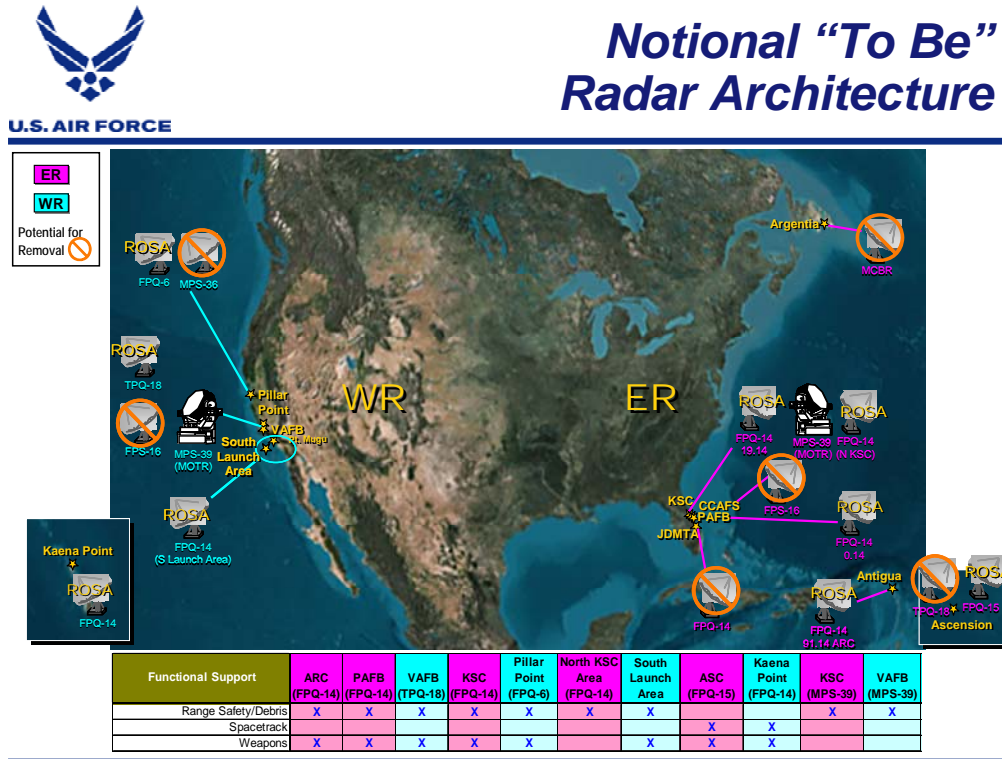 U.S. AIR FORCE
Notional “To Be”
Radar Architecture
ER
WR
Potential for
Removal
ROSA
FPQ-6
MPS-36
ROSA
TPQ-18
FPS-16
MPS-39
(MOTR)
Pillar
Point
VAFB
Pt. Mugu
South
Launch
Area
ROSA
FPQ-14
(S Launch Area)
Kaena Point
ROSA
FPQ-14
WR
ER
Argentia
MCBR
ROSA
FPQ-14
19.14
MPS-39
(MOTR)
ROSA
FPQ-14
(N KSC)
KSC
CCAFS
PAFB
JDMTA
FPS-16
ROSA
FPQ-14
0.14
FPQ-14
ROSA
FPQ-14
91.14 ARC
Antigua
TPQ-18
ROSA
FPQ-15
Ascension
Functional Support
ARC
(FPQ-14)
PAFB
(FPQ-14)
VAFB
(TPQ-18)
KSC
(FPQ-14)
Pillar
Point
(FPQ-6)
North KSC
Area
(FPQ-14)
South
Launch
Area
ASC
(FPQ-15)
Kaena
Point
(FPQ-14)
KSC
(MPS-39)
VAFB
(MPS-39)
Range Safety/Debris X X X X X X X X X
Spacetrack X X
Weapons X X X X X X X X